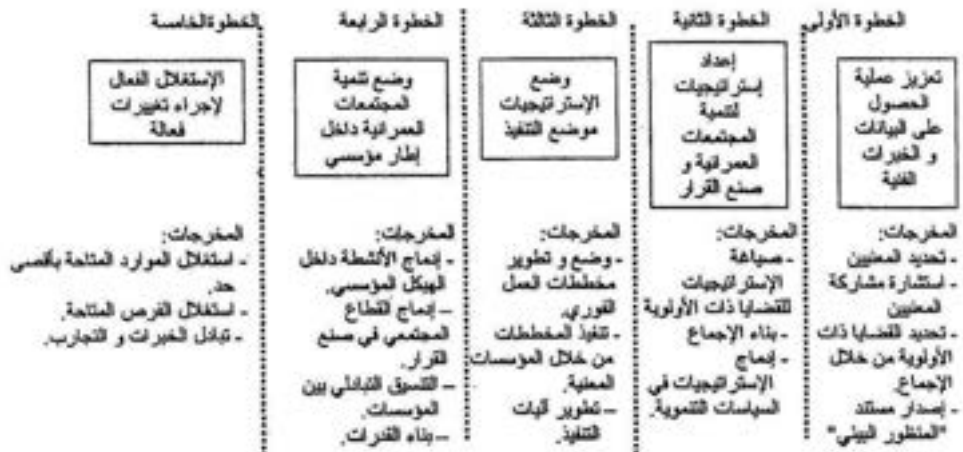 الخطوة الأولى
تعزيز عملية
الحصول
على البيانات
و الخبرات
الفنية
المخرجات:
- تحديد المعنيين
- استشارة مشاركة
المعنيين
- تحديد القضايا ذات
الأولوية من خلال
الإجماع.
- إصدار مستند
"المنظور البيئي"
الخطوة الثانية
إعداد
إستراتيجيات
لتنمية
المجتمعات
العمرانية و
صنع القرار
المخرجات:
- صياغة
الإستراتيجيات
للقضايا ذات الأولوية
- بناء الإجماع
- إدماج
الإستراتيجيات في
السياسات التنموية.
الخطوة الثالثة
وضع
الإستراتيجيات
موضع التنفيذ
المخرجات:
- وضع و تطوير
مخططات العمل
الفوري.
- تنفيذ المخططات
من خلال المؤسسات
المعنية.
– تطوير آليات
التنفيذ.
الخطوة الرابعة
وضع تنمية
المجتمعات
العمرانية داخل
إطار مؤسسي
المخرجات:
- إدماج الأنشطة داخل
الهيكل المؤسسي.
– إدماج القطاع
المجتمعي في صنع
القرار.
– التنسيق التبادلي بين
المؤسسات.
– بناء القدرات.
الخطوة الخامسة
الإستغلال الفعال
لإجراء تغييرات
فعالة
المخرجات:
- استغلال الموارد المتاحة بأقصى
حد.
- استغلال الفرص المتاحة.
- تبادل الخبرات و التجارب.